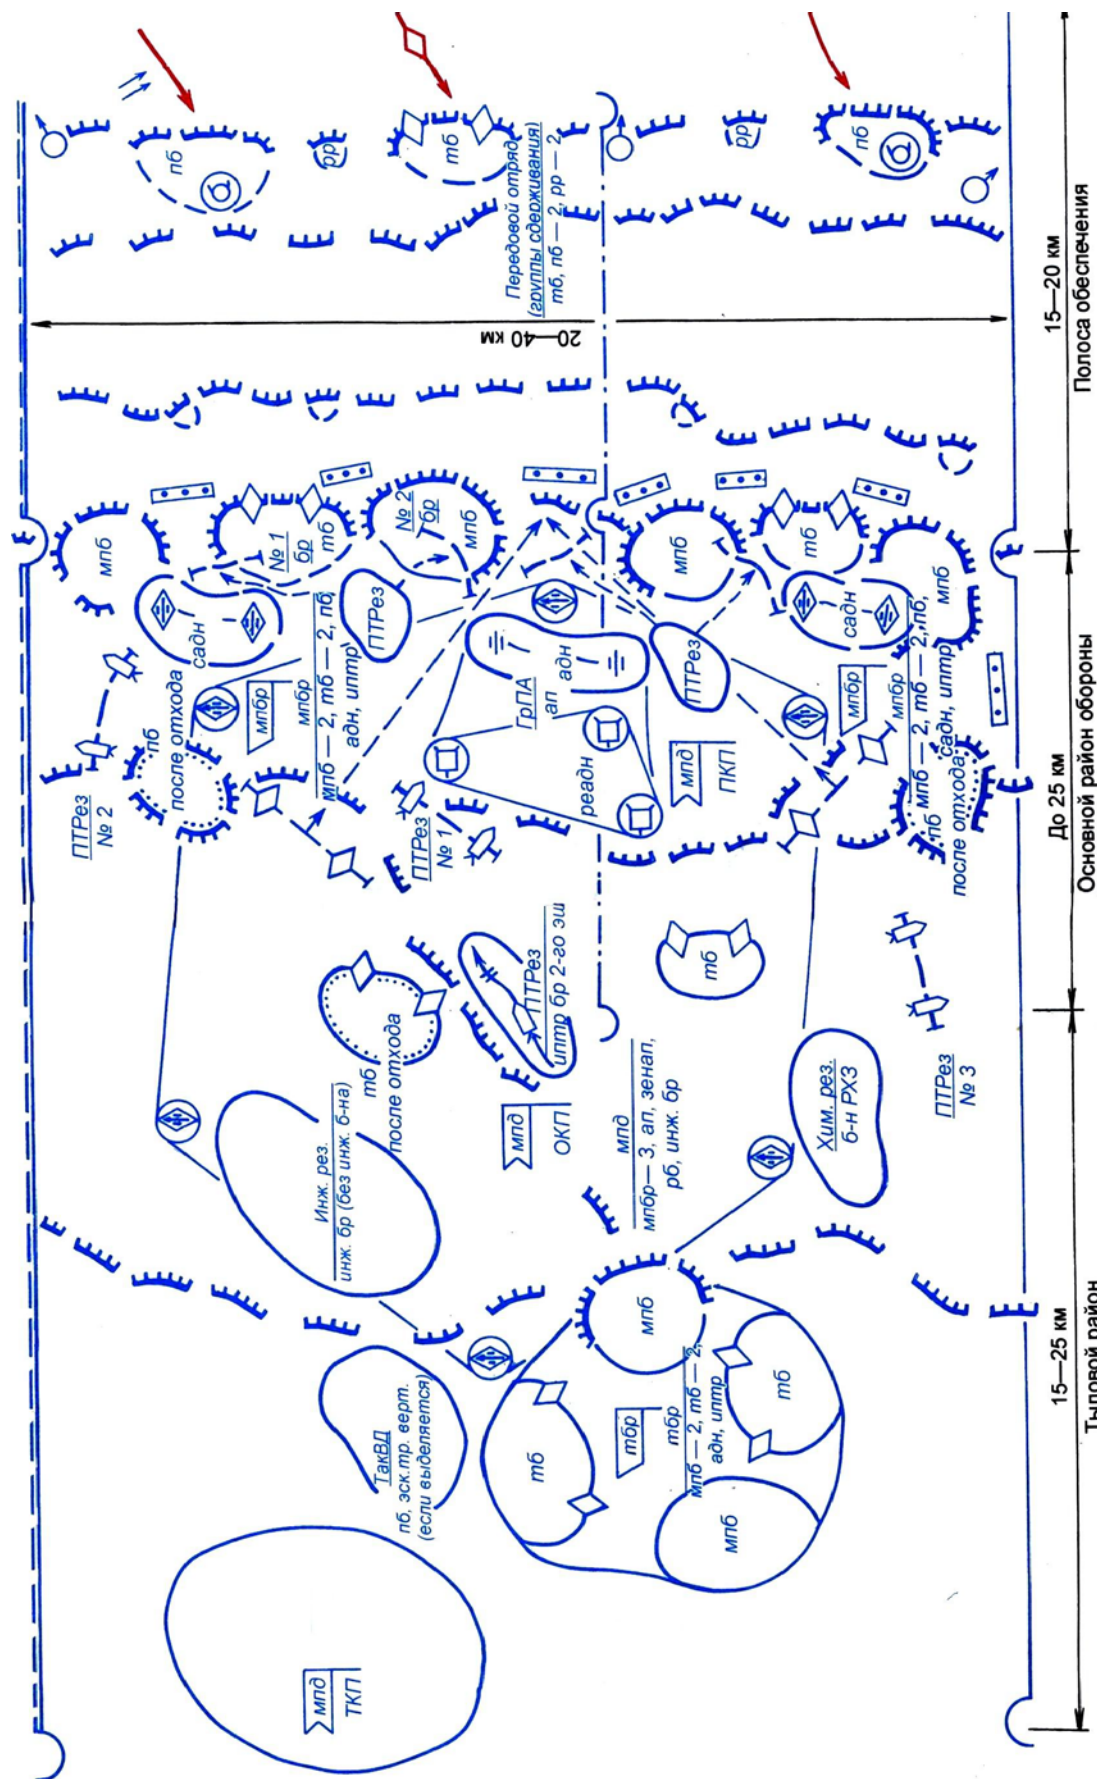 пб
рр
тб
Передовой отряд
(группы сдерживания)
тб, пб — 2, рр — 2
рр
пб
20—40 км
15—20 км
Полоса обеспечения
мпб
№ 1
бр
тб
№ 2
бр
мпб
мпб
тб
мпб
садн
ПТРез
адн
ГрПА
ап
ПТРез
садн
ПТРез
№ 2
пб
после отхода
мпбр
мпбр
мпб — 2, тб — 2, пб,
адн, иптр
ПТРез
№ 1
реадн
мпд
ПКП
мпбр
мпбр
мпб — 2, тб — 2, пб,
садн, иптр
пб
после отхода
До 25 км
Основной район обороны
тб
после отхода
ПТРез
иптр бр 2-го эш
тб
ПТРез
№ 3
Инж. рез.
инж. бр (без инж. б-на)
мпд
ОКП
мпд
мпбр— 3, ап, зенап,
рб, инж. бр
Хим. рез.
б-н РХЗ
ТакВД
пб, эск.тр. верт.
(если выделяется)
мпб
тб
тбр
тбр
мпб — 2, тб — 2,
адн, иптр
тб
мпб
мпд
ТКП
15—25 км
Тыловой район